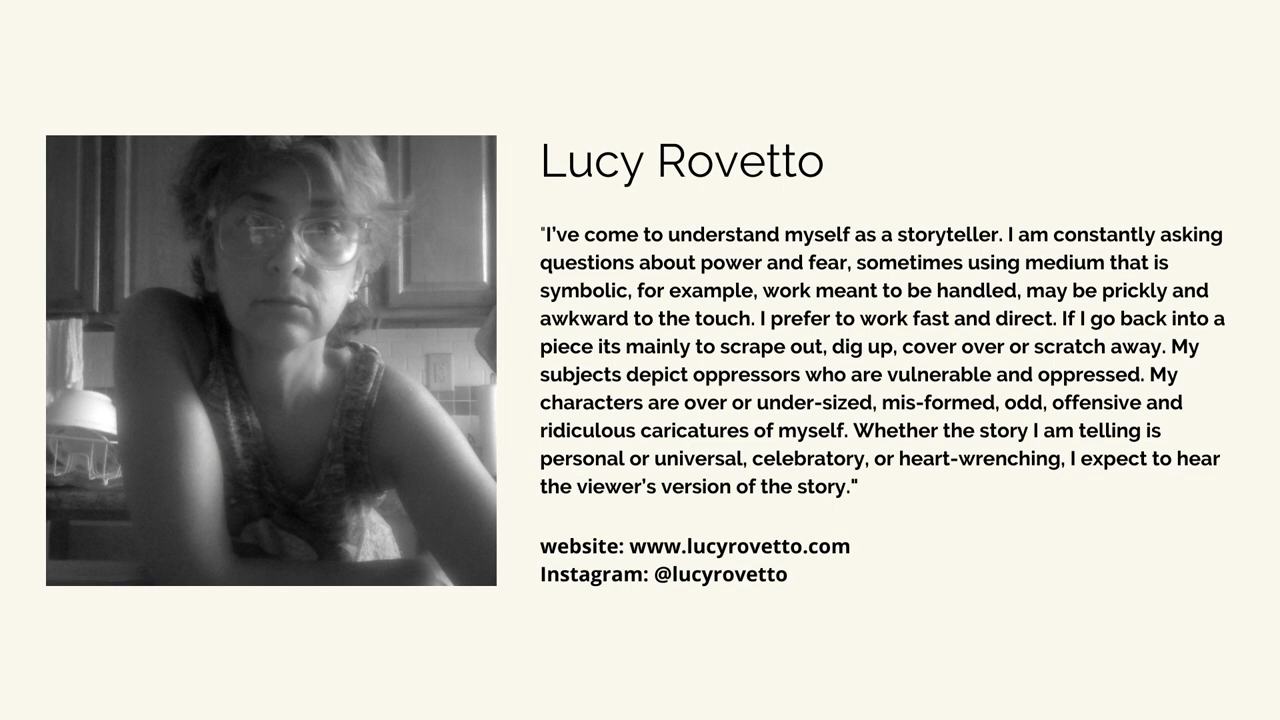 Lucy Rovetto
"I’ve come to understand myself as a storyteller. I am constantly asking
questions about power and fear, sometimes using medium that is
symbolic, for example, work meant to be handled, may be prickly and
awkward to the touch. I prefer to work fast and direct. If I go back into a
piece its mainly to scrape out, dig up, cover over or scratch away. My
subjects depict oppressors who are vulnerable and oppressed. My
characters are over or under-sized, mis-formed, odd, offensive and
ridiculous caricatures of myself. Whether the story I am telling is
personal or universal, celebratory, or heart-wrenching, I expect to hear
the viewer’s version of the story."
website: www.lucyrovetto.com
Instagram: @lucyrovetto